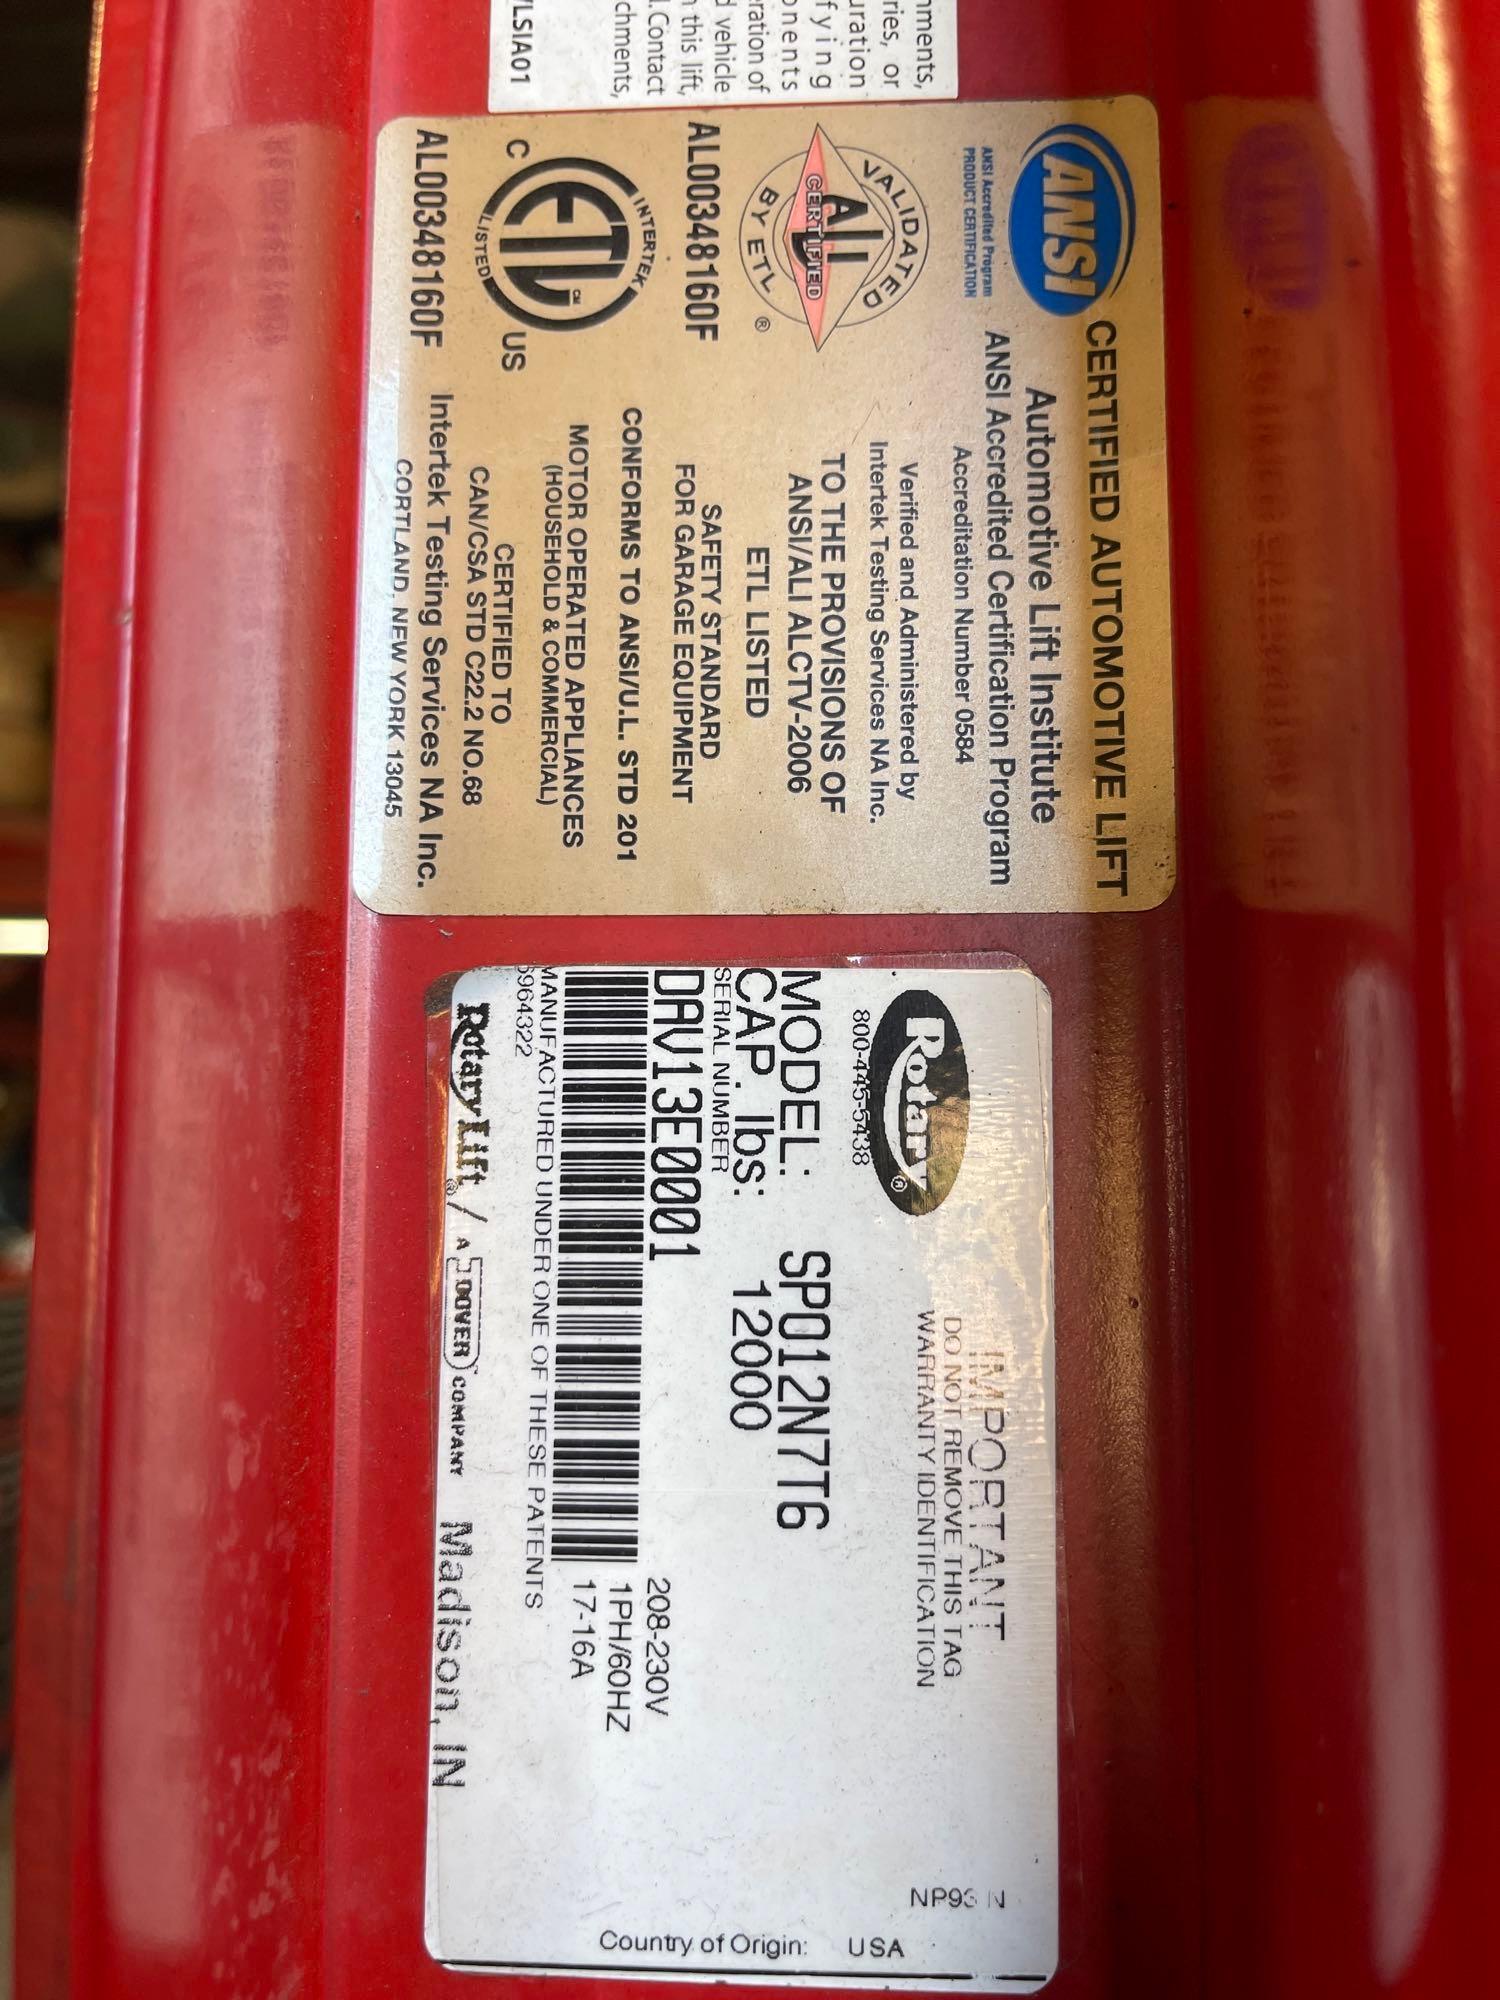 nments,
ries, or
uration
fying
onents
eration of
d vehicle
n this lift,
l. Contact
chments,
/LSIA01
ANSI
ANSI Accredited Program
PRODUCT CERTIFICATION
CERTIFIED AUTOMOTIVE LIFT
Automotive Lift Institute
ANSI Accredited Certification Program
Accreditation Number 0584
Verified and Administered by
Intertek Testing Services NA Inc.
TO THE PROVISIONS OF
ANSI/ALI ALCTV-2006
ETL LISTED
SAFETY STANDARD
FOR GARAGE EQUIPMENT
CONFORMS TO ANSI/U.L. STD 201
MOTOR OPERATED APPLIANCES
(HOUSEHOLD & COMMERCIAL)
CERTIFIED TO
CAN/CSA STD C22.2 NO.68
Intertek Testing Services NA Inc.
CORTLAND, NEW YORK 13045
VALIDATED
ALI
CERTIFIED
BY ETL ®
AL00348160F
INTERTEK
C ETL CM US
LISTED
AL00348160F
Rotary®
800-445-5438
IMPORTANT
DO NOT REMOVE THIS TAG
WARRANTY IDENTIFICATION
MODEL: SPO12N7T6
CAP. lbs: 12000
SERIAL NUMBER
DAV13E0001
208-230V
1PH/60HZ
17-16A
MANUFACTURED UNDER ONE OF THESE PATENTS
6964322
Rotary Lift® / A DOVER™ COMPANY Madison, IN
Country of Origin: USA